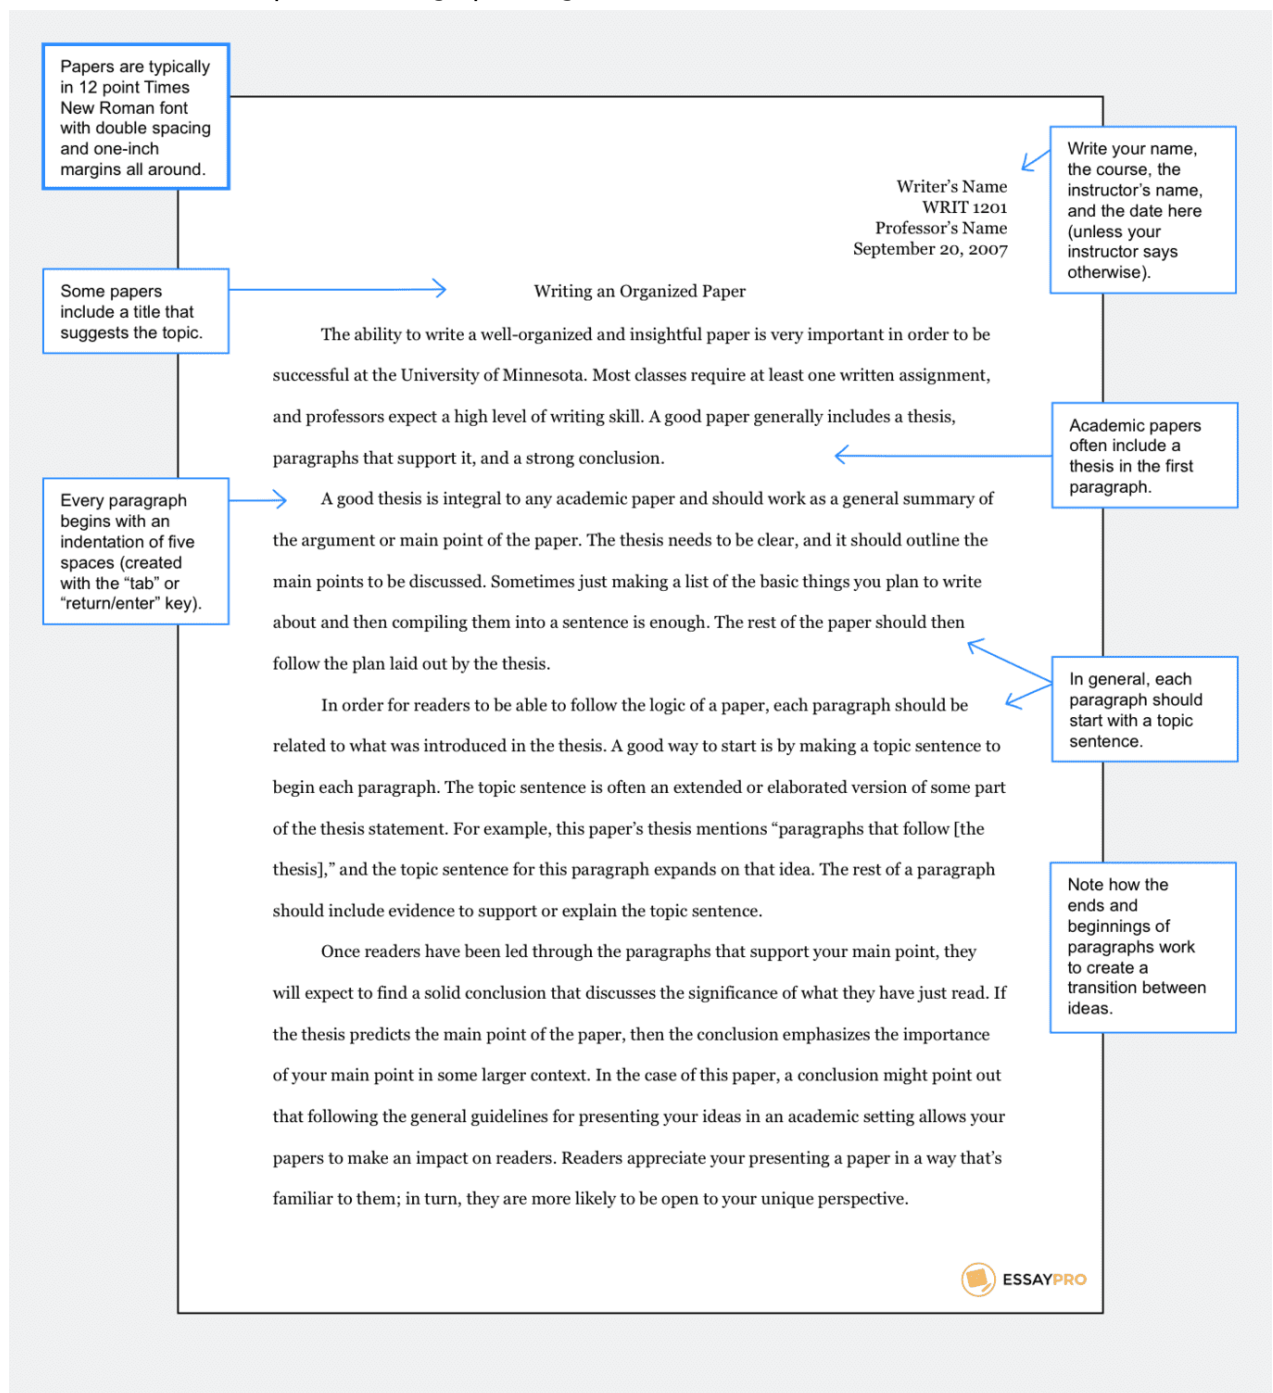 Papers are typically
in 12 point Times
New Roman font
with double spacing
and one-inch
margins all around.
Write your name,
the course, the
instructor's name,
and the date here
(unless your
instructor says
otherwise).
Writer's Name
WRIT 1201
Professor's Name
September 20, 2007
Some papers
include a title that
suggests the topic.
Writing an Organized Paper
The ability to write a well-organized and insightful paper is very important in order to be
successful at the University of Minnesota. Most classes require at least one written assignment,
and professors expect a high level of writing skill. A good paper generally includes a thesis,
paragraphs that support it, and a strong conclusion.
Academic papers
often include a
thesis in the first
paragraph.
Every paragraph
begins with an
indentation of five
spaces (created
with the “tab” or
“return/enter” key).
A good thesis is integral to any academic paper and should work as a general summary of
the argument or main point of the paper. The thesis needs to be clear, and it should outline the
main points to be discussed. Sometimes just making a list of the basic things you plan to write
about and then compiling them into a sentence is enough. The rest of the paper should then
follow the plan laid out by the thesis.
In general, each
paragraph should
start with a topic
sentence.
In order for readers to be able to follow the logic of a paper, each paragraph should be
related to what was introduced in the thesis. A good way to start is by making a topic sentence to
begin each paragraph. The topic sentence is often an extended or elaborated version of some part
of the thesis statement. For example, this paper's thesis mentions “paragraphs that follow [the
thesis],” and the topic sentence for this paragraph expands on that idea. The rest of a paragraph
should include evidence to support or explain the topic sentence.
Note how the
ends and
beginnings of
paragraphs work
to create a
transition between
ideas.
Once readers have been led through the paragraphs that support your main point, they
will expect to find a solid conclusion that discusses the significance of what they have just read. If
the thesis predicts the main point of the paper, then the conclusion emphasizes the importance
of your main point in some larger context. In the case of this paper, a conclusion might point out
that following the general guidelines for presenting your ideas in an academic setting allows your
papers to make an impact on readers. Readers appreciate your presenting a paper in a way that's
familiar to them; in turn, they are more likely to be open to your unique perspective.
ESSAYPRO